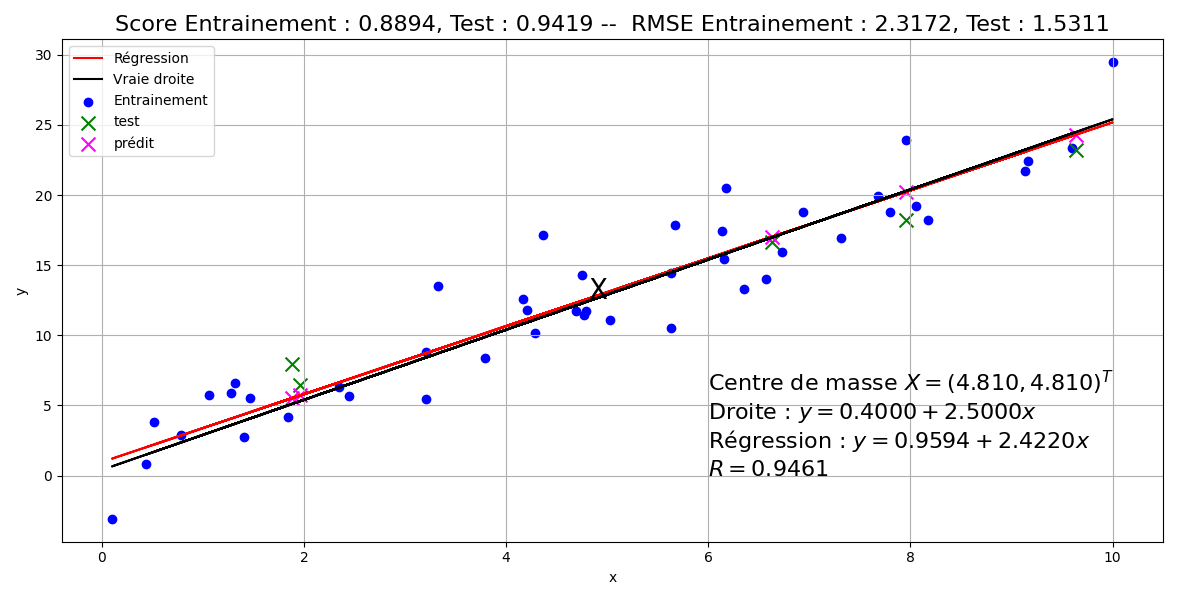 Score Entrainement : 0.8894, Test : 0.9419 --  RMSE Entrainement : 2.3172, Test : 1.5311
Régression
Vraie droite
Entrainement
test
prédit
30
25
20
15
10
5
0
y
X
Centre de masse X = (4.810, 4.810)^T
Droite : y = 0.4000 + 2.5000x
Régression : y = 0.9594 + 2.4220x
R = 0.9461
0 2 4 6 8 10
x